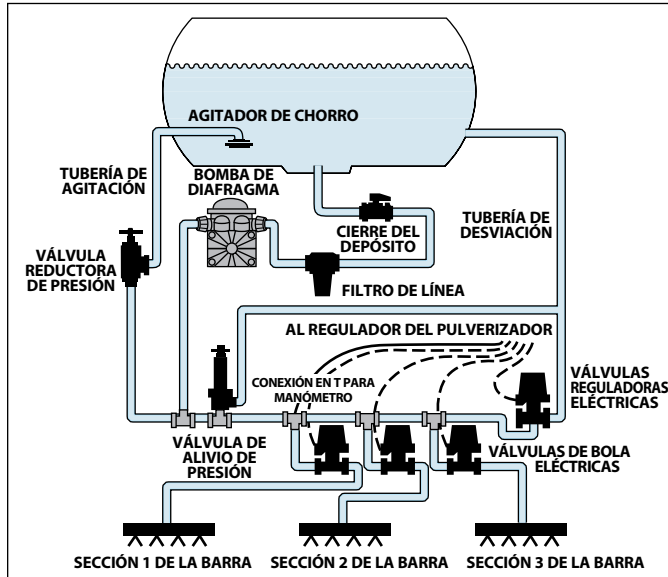 AGITADOR DE CHORRO
TUBERÍA DE
AGITACIÓN
BOMBA DE
DIAFRAGMA
CIERRE DEL
DEPÓSITO
TUBERÍA DE
DESVIACIÓN
VÁLVULA
REDUCTORA
DE PRESIÓN
FILTRO DE LÍNEA
AL REGULADOR DEL PULVERIZADOR
CONEXIÓN EN T PARA
MANÓMETRO
VÁLVULAS
REGULADORAS
ELÉCTRICAS
VÁLVULA DE
ALIVIO DE
PRESIÓN
VÁLVULAS DE BOLA
ELÉCTRICAS
SECCIÓN 1 DE LA BARRA
SECCIÓN 2 DE LA BARRA
SECCIÓN 3 DE LA BARRA